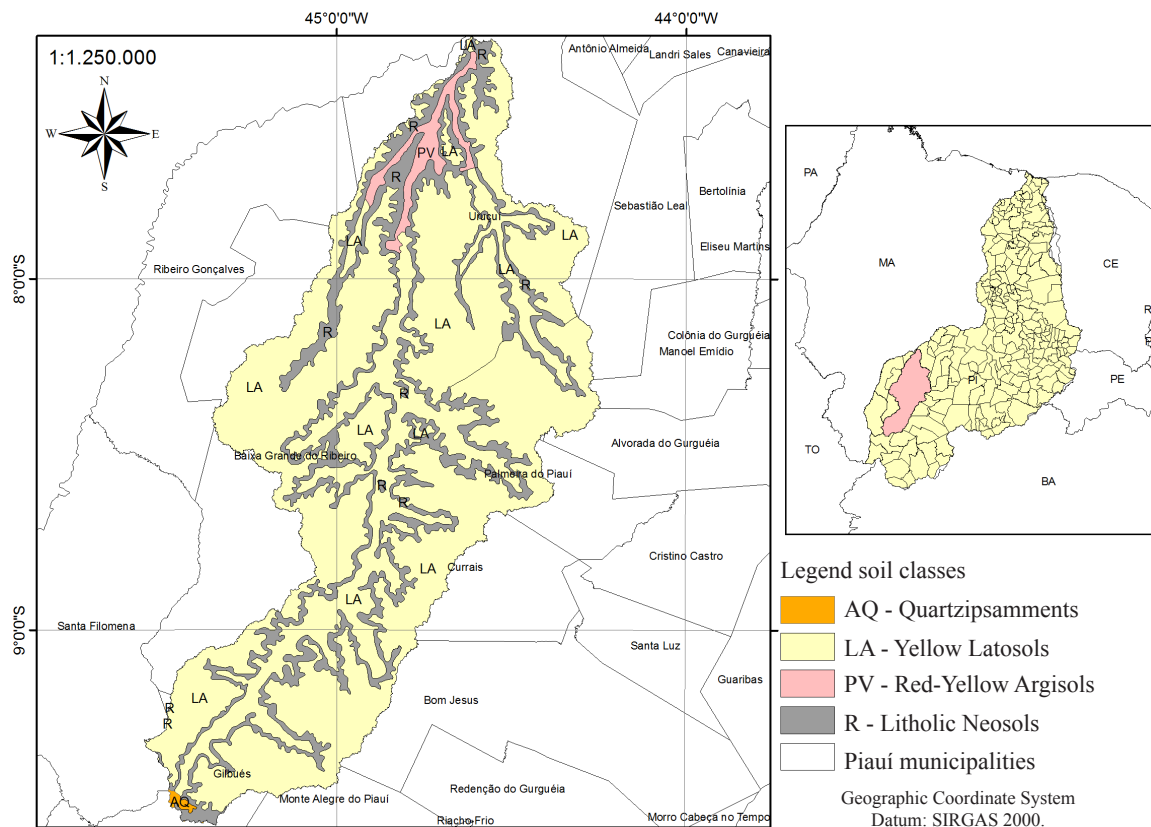 45°0'0"W
44°0'0"W
1:1.250.000
N
W
E
S
LA
R
Antônio Almeida
Landri Sales
Canavieira
R
PV
LA
R
Bertolínia
Sebastião Leal
Uruçuí
LA
LA
Eliseu Martins
LA
Ribeiro Gonçalves
8°0'0"S
R
R
LA
Colônia do Gurguéia
Manoel Emídio
LA
R
LA
LA
Alvorada do Gurguéia
Baixa Grande do Ribeiro
Palmeira do Piauí
R
R
Cristino Castro
LA
Currais
LA
Santa Filomena
9°0'0"S
Santa Luz
Guaribas
LA
Bom Jesus
R
R
Gilbués
AQ
Monte Alegre do Piauí
Redenção do Gurguéia
Riacho Frio
Morro Cabeça no Tempo
PA
MA
CE
R
P
PI
PE
TO
BA
Legend soil classes
AQ - Quartzipsamments
LA - Yellow Latosols
PV - Red-Yellow Argisols
R - Litholic Neosols
Piauí municipalities
Geographic Coordinate System
Datum: SIRGAS 2000.